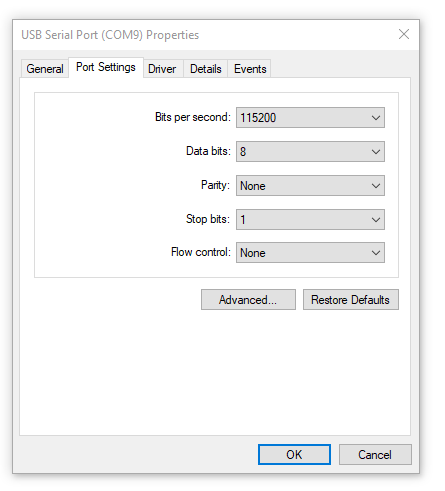 USB Serial Port (COM9) Properties
General Port Settings Driver Details Events
Bits per second: 115200
Data bits: 8
Parity: None
Stop bits: 1
Flow control: None
Advanced... Restore Defaults
OK Cancel